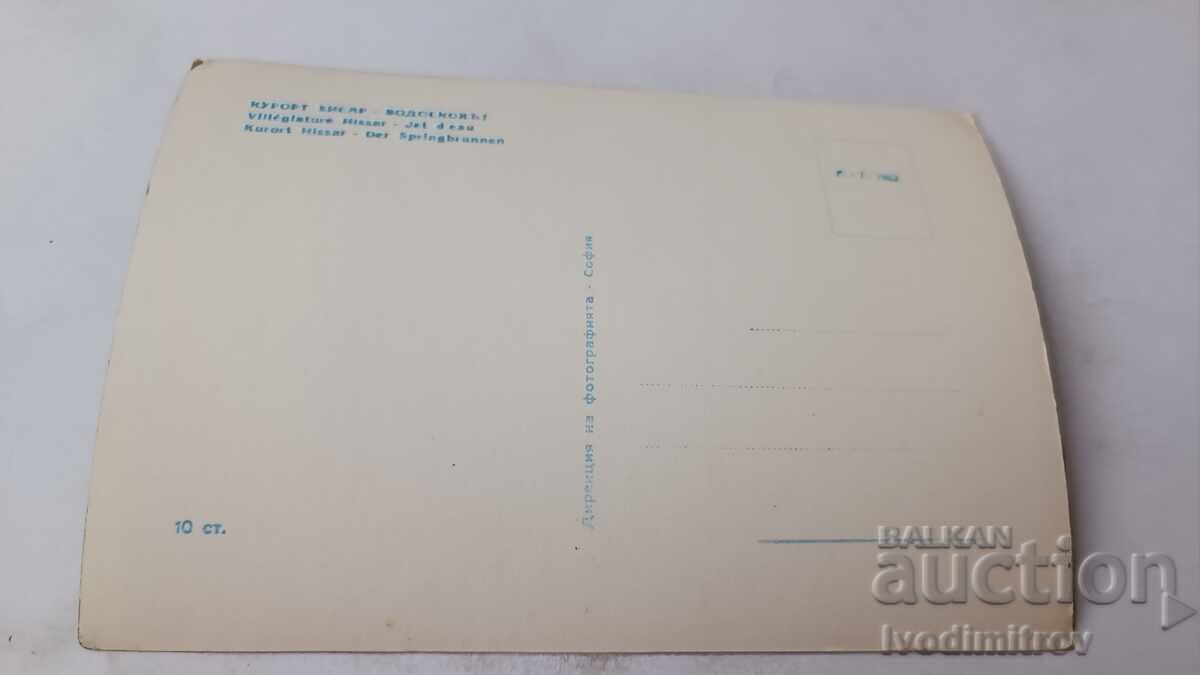 КУРОРТ ХИСАР - ВОДОСКОКЪТ
Villégiature Hissar - Jet d'eau
Kurort Hissar - Der Springbrunnen
Дирекция на фотографията - София
10 ст.
BALKAN
auction
Ivodimitrov